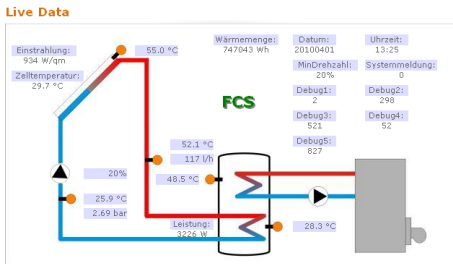 Live Data
Einstrahlung:
934 W/qm
Zelltemperatur:
29.7 °C
55.0 °C
Wärmemenge:
747043 Wh
Datum:
20100401
Uhrzeit:
13:25
MinDrehzahl:
20%
Systemmeldung:
0
FCS
Debug1:
2
Debug2:
298
Debug3:
521
Debug4:
52
Debug5:
827
52.1 °C
117 l/h
48.5 °C
20%
25.9 °C
2.69 bar
Leistung:
3226 W
28.3 °C